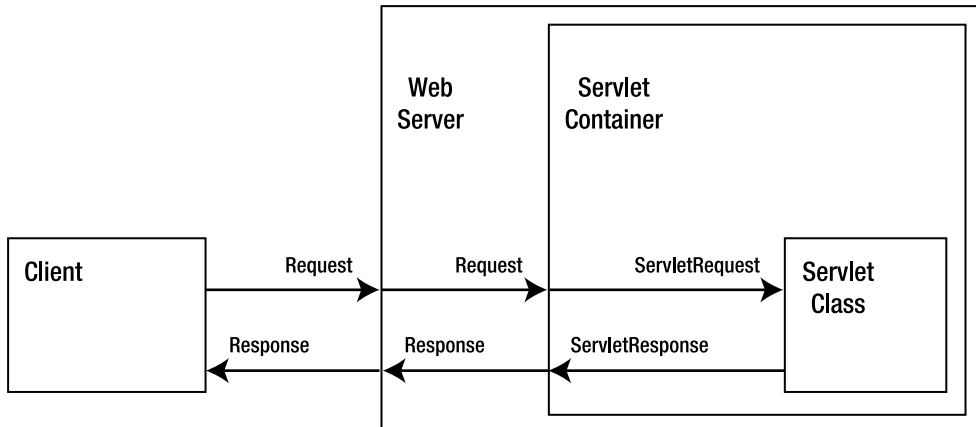 Web
Server
Servlet
Container
Client
Request
Request
ServletRequest
Servlet
Class
Response
Response
ServletResponse